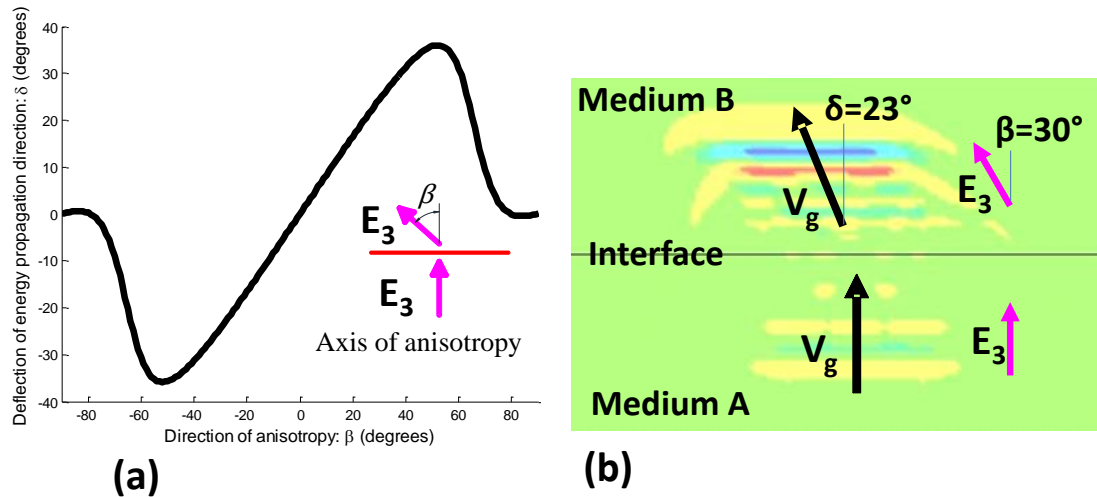 Deflection of energy propagation direction: δ (degrees)
40
30
20
10
0
-10
-20
-30
-40
-80 -60 -40 -20 0 20 40 60 80
Direction of anisotropy: β (degrees)
β
E3
E3
Axis of anisotropy
(a)
Medium B
δ=23°
β=30°
E3
Vg
Interface
E3
Vg
Medium A
(b)